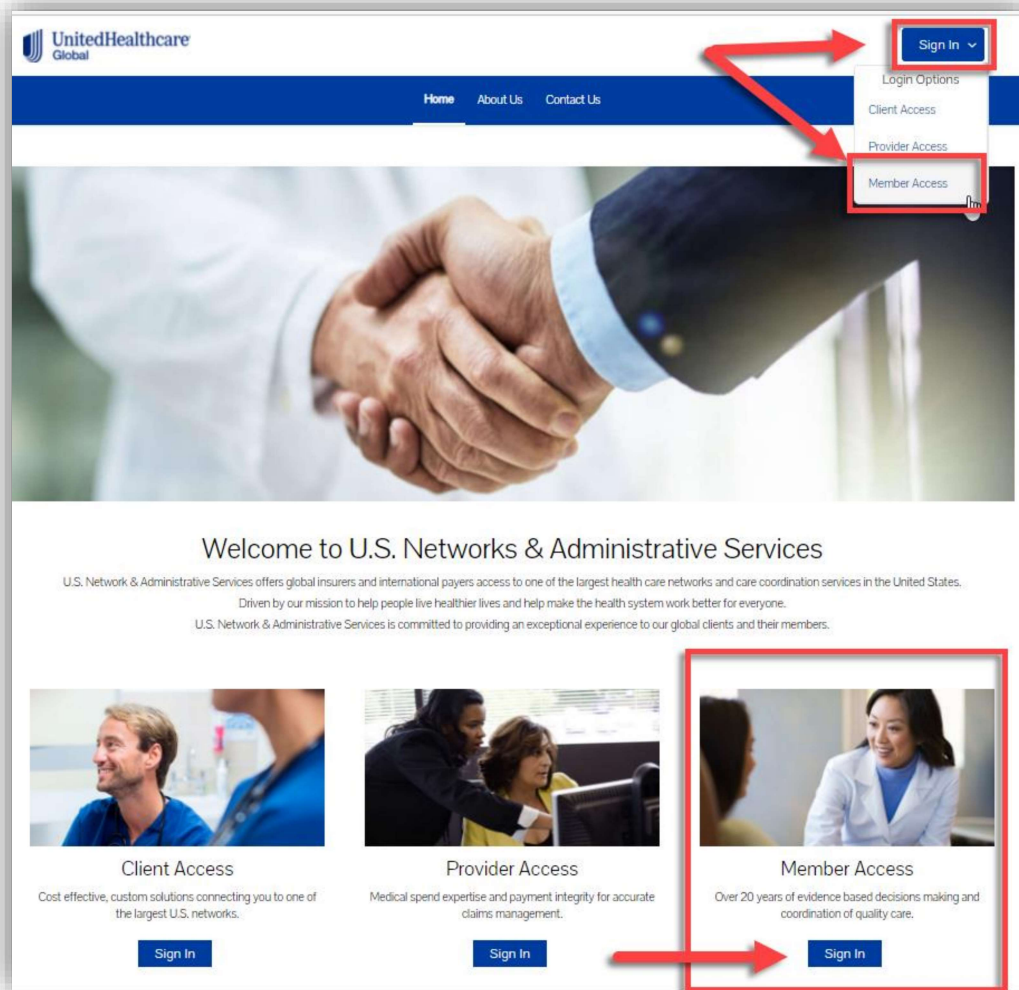 UnitedHealthcare
Global
Sign In
Login Options
Client Access
Provider Access
Member Access
Home About Us Contact Us
Welcome to U.S. Networks & Administrative Services
U.S. Network & Administrative Services offers global insurers and international payers access to one of the largest health care networks and care coordination services in the United States.
Driven by our mission to help people live healthier lives and help make the health system work better for everyone.
U.S. Network & Administrative Services is committed to providing an exceptional experience to our global clients and their members.
Client Access
Cost effective, custom solutions connecting you to one of
the largest U.S. networks.
Sign In
Provider Access
Medical spend expertise and payment integrity for accurate
claims management.
Sign In
Member Access
Over 20 years of evidence based decisions making and
coordination of quality care.
Sign In